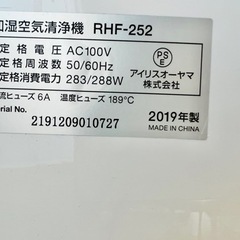 加湿空気清浄機 RHF-252
定格電圧 AC100V
定格周波数 50/60Hz
定格消費電力 283/288W
流ヒューズ 6A 温度ヒューズ 189℃
Serial No.
2191209010727
PS
E
アイリスオーヤマ
株式会社
2019年製
MADE IN CHINA